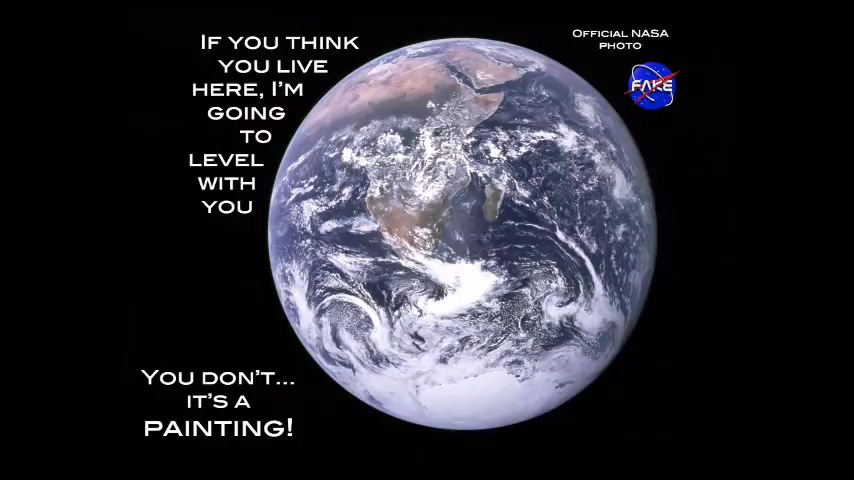 IF YOU THINK
YOU LIVE
HERE, I'M
GOING
TO
LEVEL
WITH
YOU
OFFICIAL NASA
PHOTO
FAKE
YOU DON'T...
IT'S A
PAINTING!